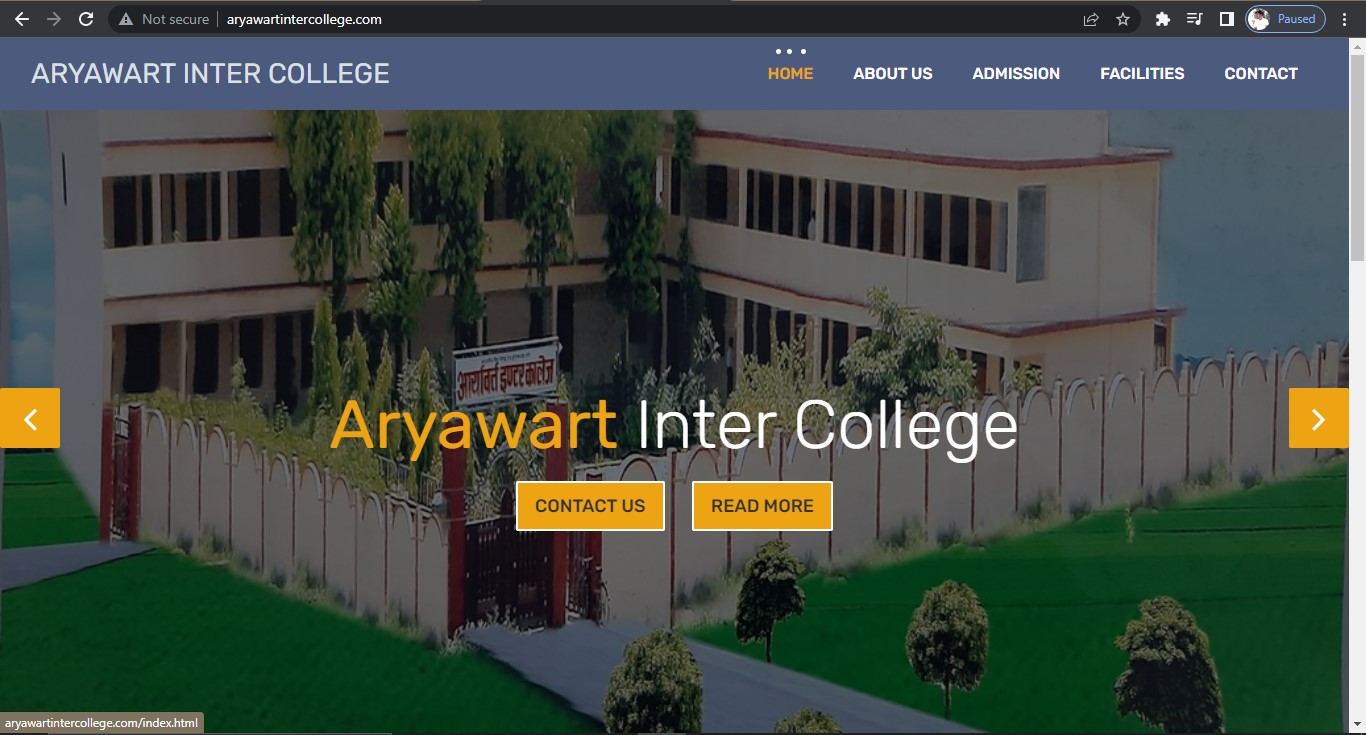 Not secure
aryawartintercollege.com
Paused
ARYAWART INTER COLLEGE
HOME
ABOUT US
ADMISSION
FACILITIES
CONTACT
आर्यावर्त इण्टर कालेज
Aryawart Inter College
CONTACT US
READ MORE
aryawartintercollege.com/index.html